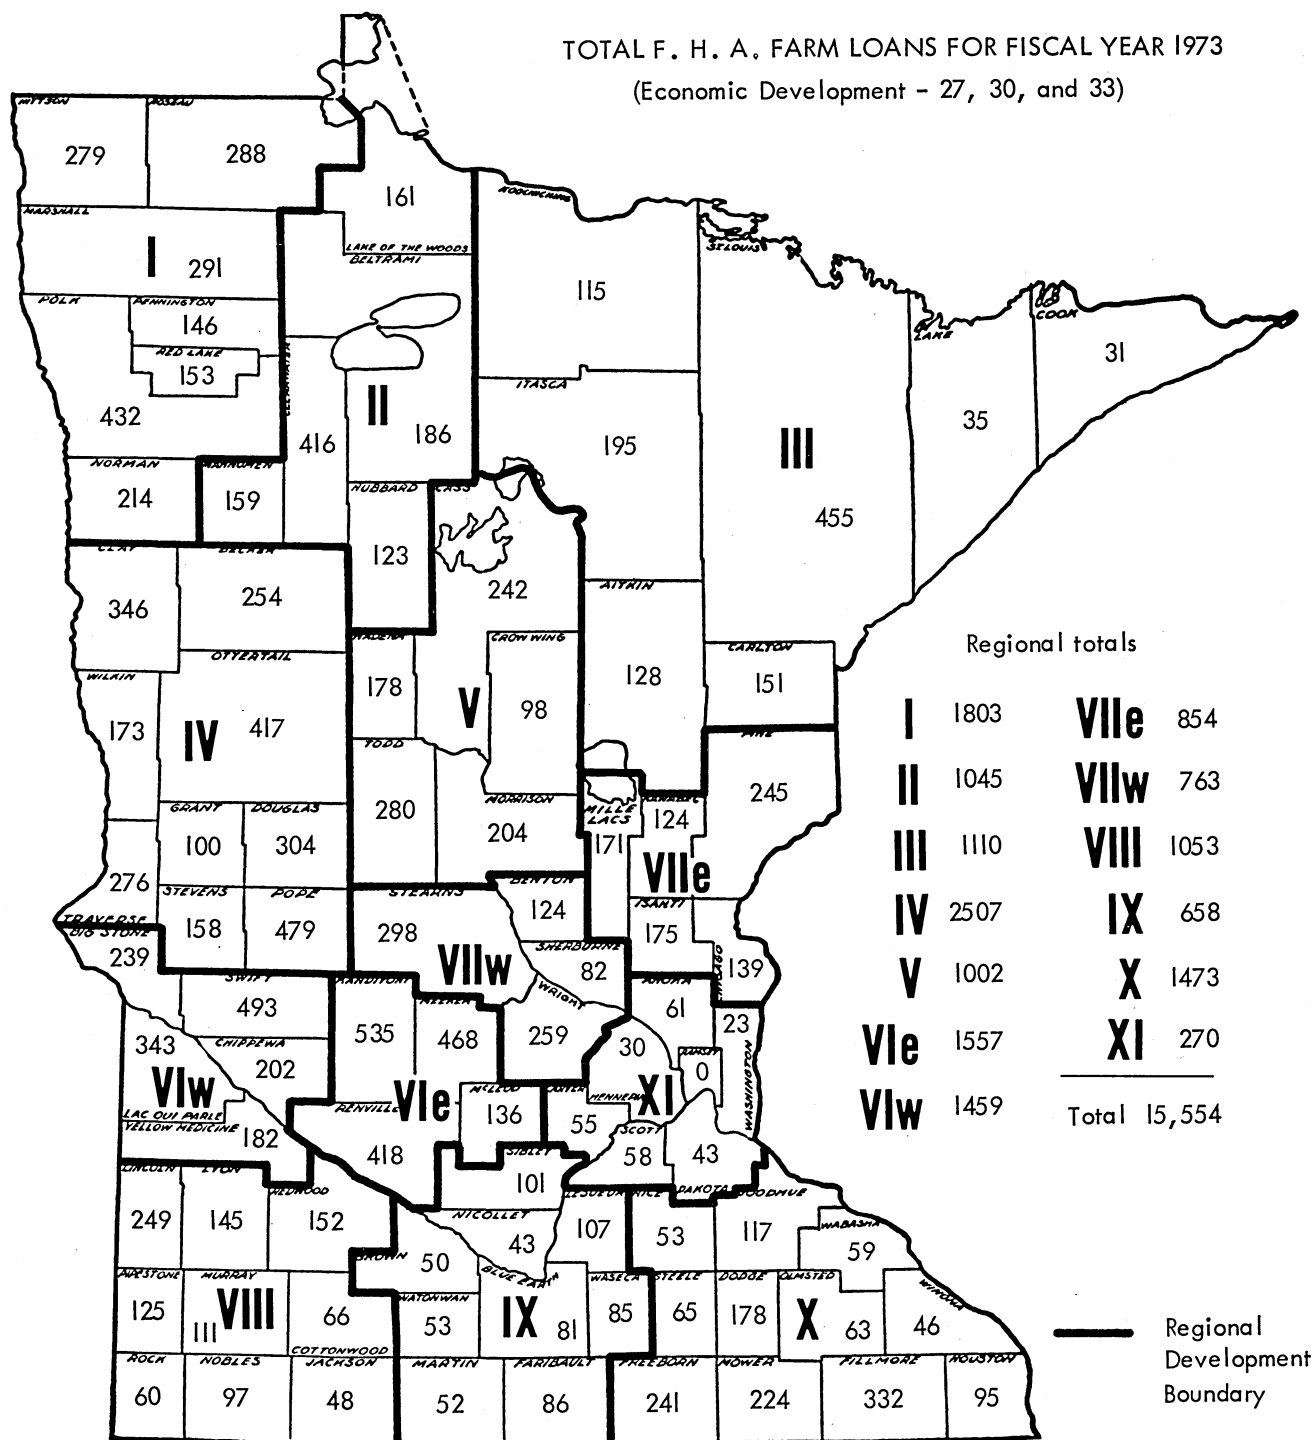 TOTAL F. H. A. FARM LOANS FOR FISCAL YEAR 1973
(Economic Development - 27, 30, and 33)
KITTSON
ROSEAU
279
288
161
LAKE OF THE WOODS
MARSHALL
I
291
BELTRAMI
KOOCHICHING
115
ST. LOUIS
POLK
PENNINGTON
146
RED LAKE
153
432
CLEARWATER
416
II
186
ITASCA
195
III
455
LAKE
35
COOK
31
NORMAN
214
MAHNOMEN
159
HUBBARD
123
CASS
242
CLAY
346
BECKER
254
AITKIN
128
CARLTON
151
WILKIN
173
OTTERTAIL
IV
417
WADENA
178
V
CROW WING
98
TODD
280
MORRISON
204
GRANT
100
DOUGLAS
304
276
TRAVERSE
STEVENS
158
POPE
479
MILLE
LACS
171
KANABEC
124
PINE
245
VIIe
ISANTI
175
CHISAGO
139
BENTON
124
STEARNS
298
VIIw
SHERBURNE
82
BIG STONE
239
SWIFT
493
KANDIYOHI
535
MEEKER
468
WRIGHT
259
ANOKA
61
23
WASHINGTON
343
LAC QUI PARLE
CHIPPEWA
202
VIw
YELLOW MEDICINE
182
RENVILLE
418
VIe
McLEOD
136
CARVER
55
HENNEPIN
30
XI
RAMSEY
0
SCOTT
58
43
DAKOTA
SIBLEY
101
LINCOLN
249
LYON
145
REDWOOD
152
BROWN
50
NICOLLET
43
LE SUEUR
107
RICE
53
GOODHUE
117
WABASHA
59
PIPESTONE
125
MURRAY
111
VIII
66
COTTONWOOD
WATONWAN
53
BLUE EARTH
IX
81
WASECA
85
STEELE
65
DODGE
178
OLMSTED
X
63
WINONA
46
ROCK
60
NOBLES
97
JACKSON
48
MARTIN
52
FARIBAULT
86
FREEBORN
241
MOWER
224
FILLMORE
332
HOUSTON
95
Regional totals
I 1803
II 1045
III 1110
IV 2507
V 1002
VIe 1557
VIw 1459
VIIe 854
VIIw 763
VIII 1053
IX 658
X 1473
XI 270
Total 15,554
Regional
Development
Boundary